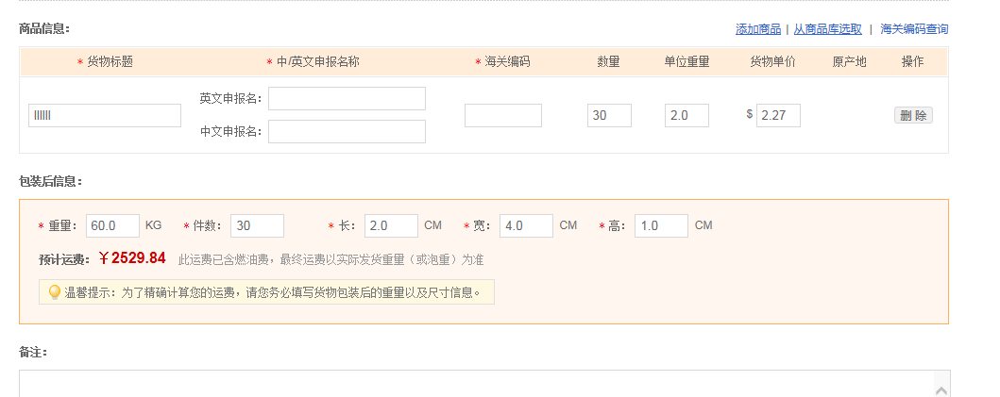 商品信息：
添加商品 | 从商品库选取 | 海关编码查询
* 货物标题 * 中/英文申报名称 * 海关编码 数量 单位重量 货物单价 原产地 操作
英文申报名：
llllll 30 2.0 $ 2.27 删 除
中文申报名：
包装后信息：
* 重量： 60.0 KG * 件数： 30 * 长： 2.0 CM * 宽： 4.0 CM * 高： 1.0 CM
预计运费：￥2529.84 此运费已含燃油费，最终运费以实际发货重量（或泡重）为准
温馨提示：为了精确计算您的运费，请您务必填写货物包装后的重量以及尺寸信息。
备注：